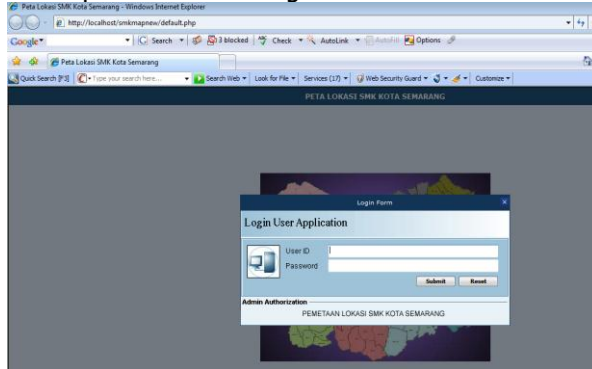 Peta Lokasi SMK Kota Semarang - Windows Internet Explorer
http://localhost/smkmapnew/default.php
Google Search 3 blocked Check AutoLink AutoFill Options
Peta Lokasi SMK Kota Semarang
Quick Search [F3] Type your search here... Search Web Look for File Services (17) Web Security Guard Customize
PETA LOKASI SMK KOTA SEMARANG
Login Form
Login User Application
User ID
Password
Submit Reset
Admin Authorization
PEMETAAN LOKASI SMK KOTA SEMARANG